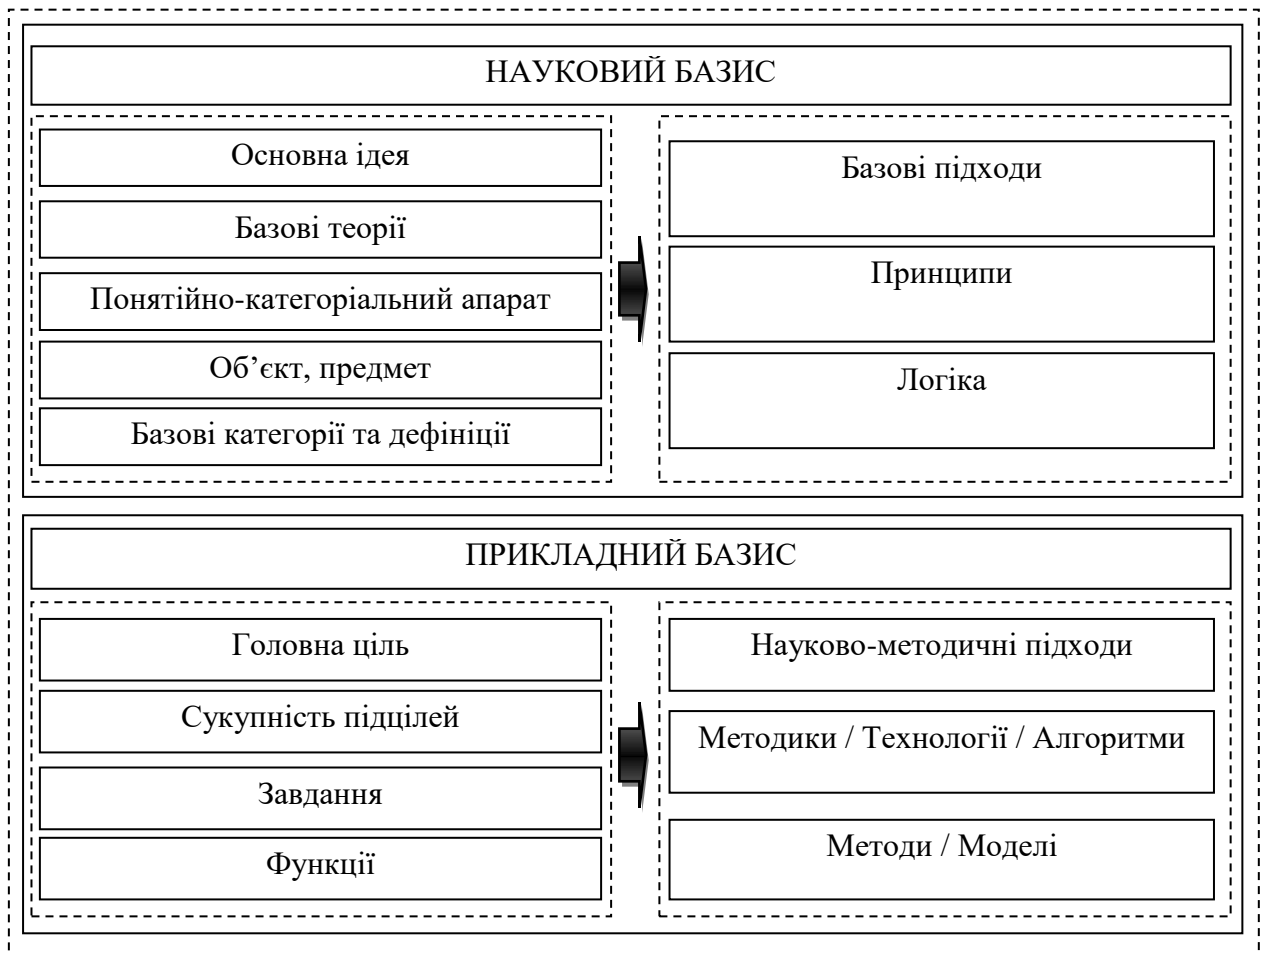 НАУКОВИЙ БАЗИС
Основна ідея
Базові теорії
Понятійно-категоріальний апарат
Об’єкт, предмет
Базові категорії та дефініції
Базові підходи
Принципи
Логіка
ПРИКЛАДНИЙ БАЗИС
Головна ціль
Сукупність підцілей
Завдання
Функції
Науково-методичні підходи
Методики / Технології / Алгоритми
Методи / Моделі